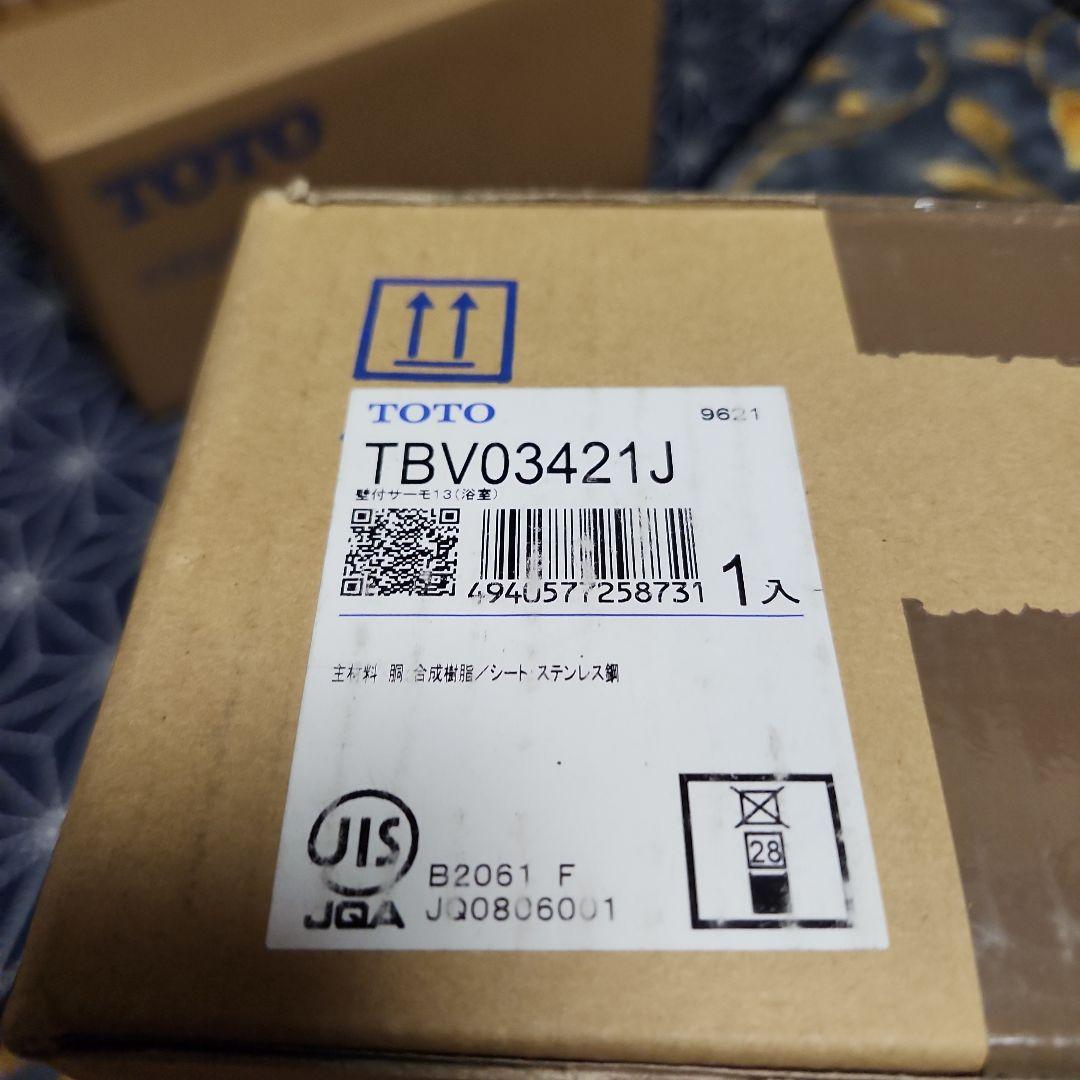 TOTO
TOTO 9621
TBV03421J
壁付サーモ13(浴室)
4940577258731 1入
主材料 胴:合成樹脂/シート:ステンレス鋼
JIS
B2061 F
JQA JQ0806001
28